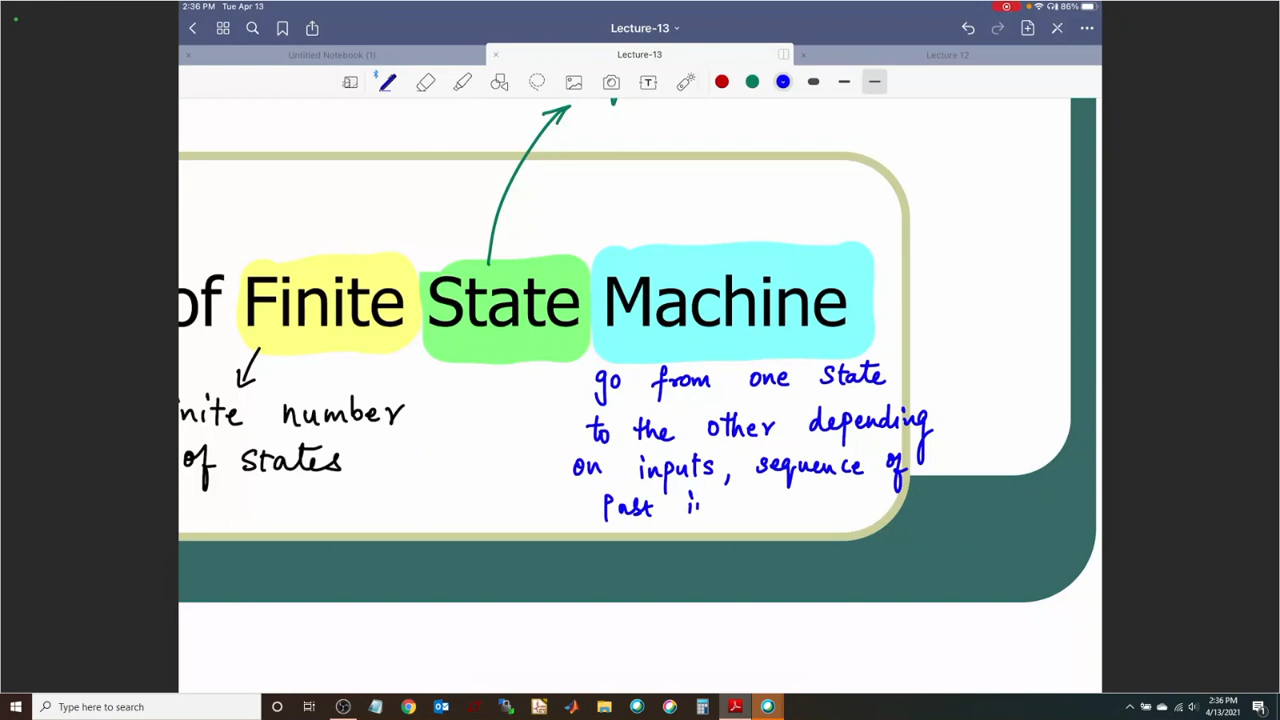 2:36 PM Tue Apr 13 86%
Lecture-13
Untitled Notebook (1) Lecture-13 Lecture 12
of Finite State Machine
go from one state
to the other depending
on inputs, sequence of
past
nite number
of states
Type here to search
2:36 PM
4/13/2021